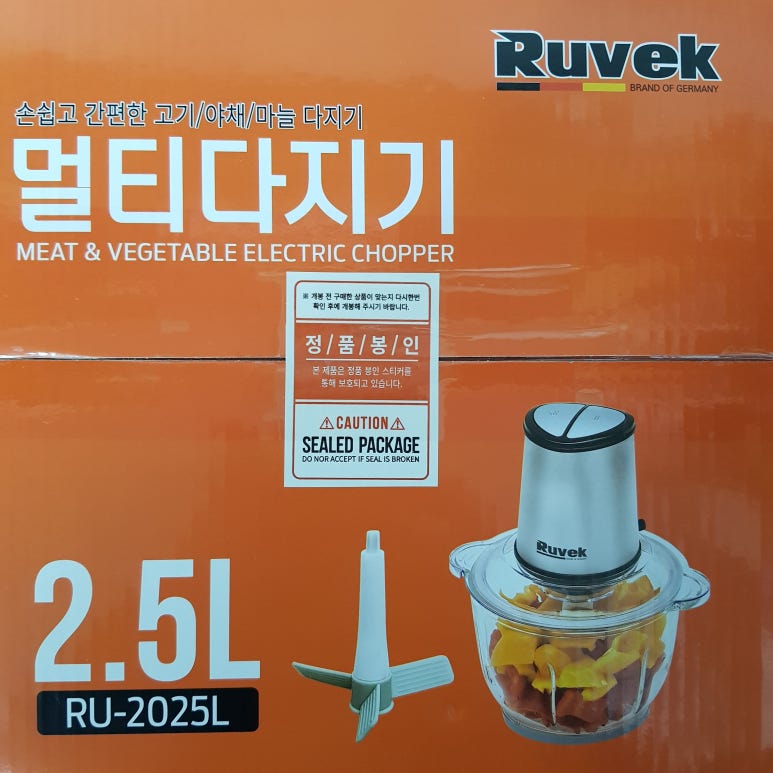 Ruvek
BRAND OF GERMANY
손쉽고 간편한 고기/야채/마늘 다지기
멀티다지기
MEAT & VEGETABLE ELECTRIC CHOPPER
※ 개봉 전 구매한 상품이 맞는지 다시한번
확인 후에 개봉해 주시기 바랍니다.
정/품/봉/인
본 제품은 정품 봉인 스티커를
통해 보호되고 있습니다.
CAUTION
SEALED PACKAGE
DO NOR ACCEPT IF SEAL IS BROKEN
Ruvek
2.5L
RU-2025L